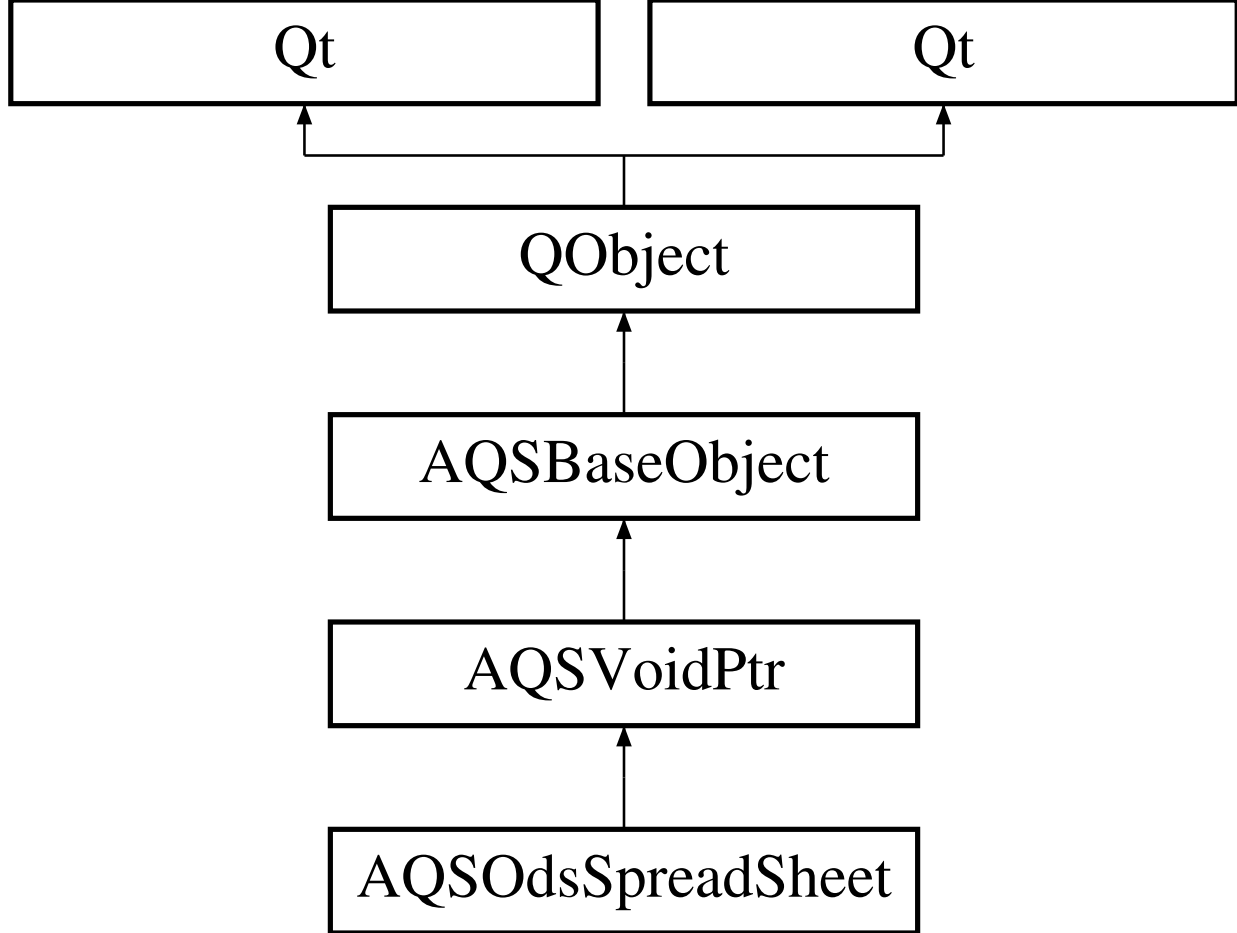 Qt
Qt
QObject
AQSBaseObject
AQSVoidPtr
AQSOdsSpreadSheet